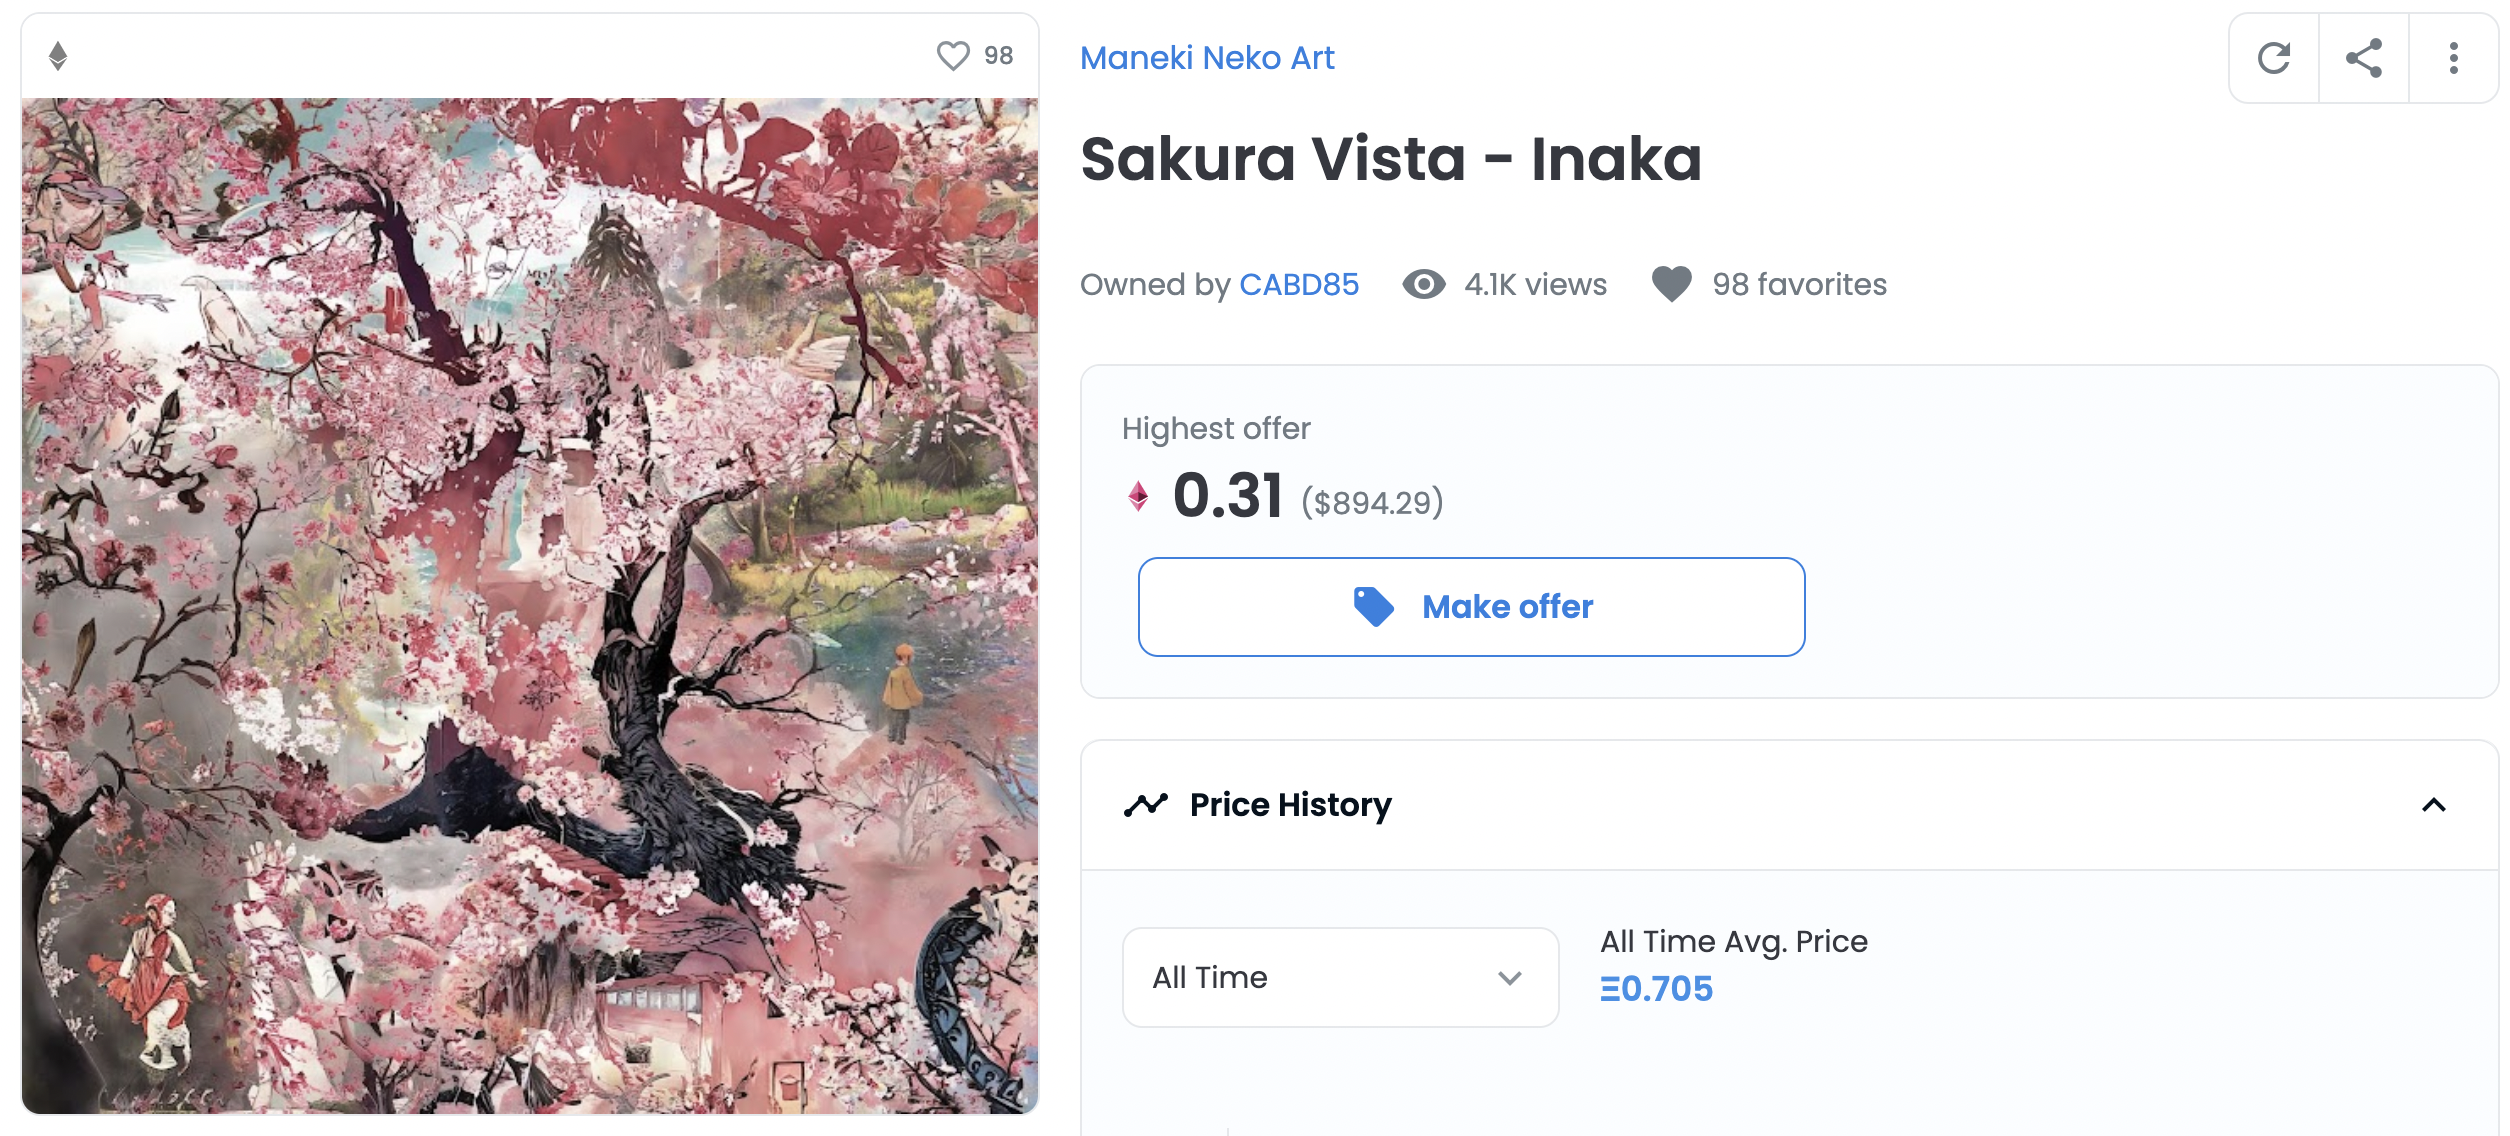 98
Maneki Neko Art
Sakura Vista - Inaka
Owned by CABD85 4.1K views 98 favorites
Highest offer
0.31 ($894.29)
Make offer
Price History
All Time
All Time Avg. Price
Ξ0.705